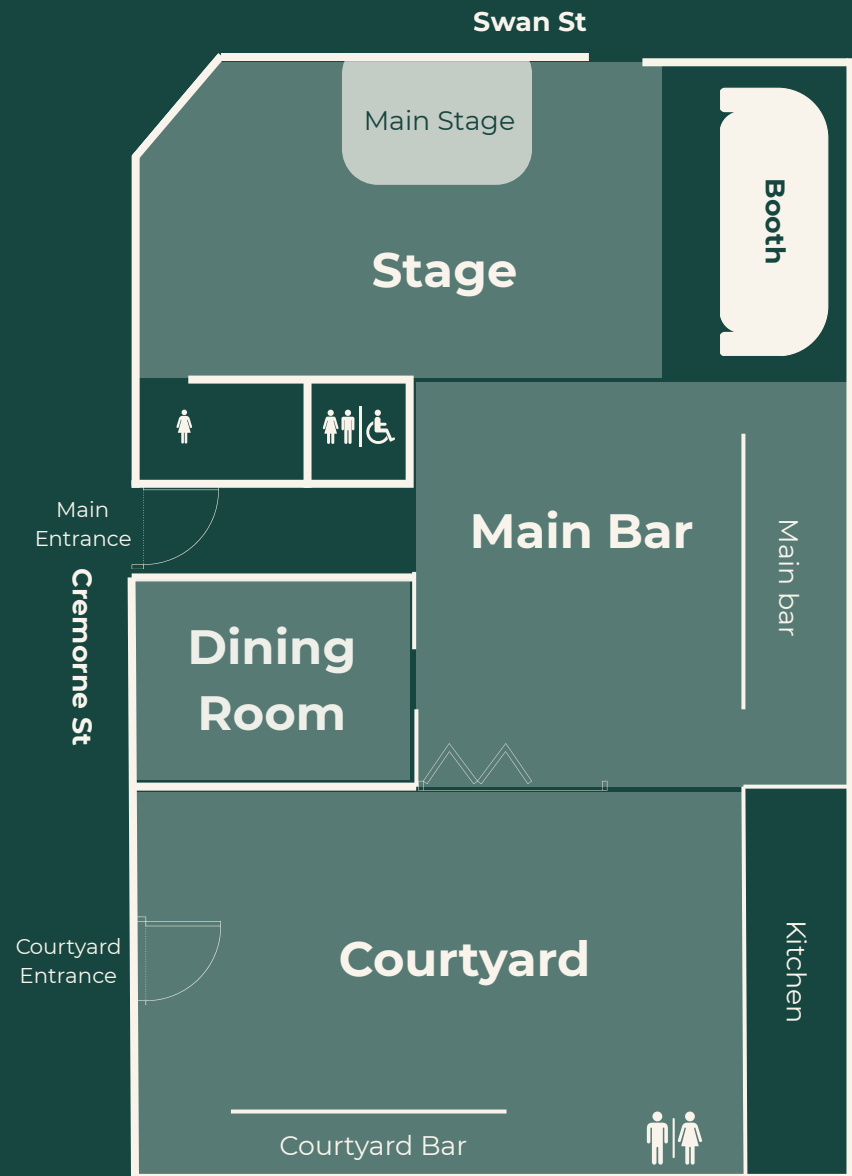 Swan St
Main Stage
Booth
Stage
Main
Entrance
Main Bar
Main bar
Cremorne St
Dining
Room
Courtyard
Entrance
Courtyard
Kitchen
Courtyard Bar